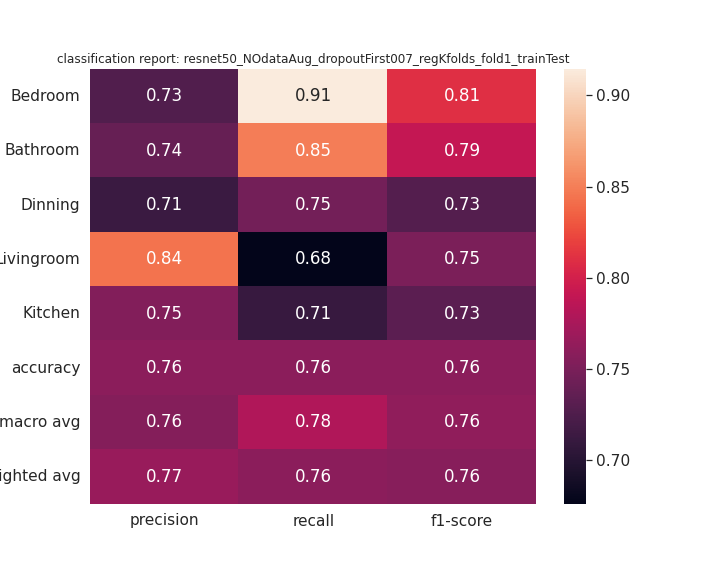 classification report: resnet50_NOdataAug_dropoutFirst007_regKfolds_fold1_trainTest
Bedroom 0.73 0.91 0.81
Bathroom 0.74 0.85 0.79
Dinning 0.71 0.75 0.73
Livingroom 0.84 0.68 0.75
Kitchen 0.75 0.71 0.73
accuracy 0.76 0.76 0.76
macro avg 0.76 0.78 0.76
ighted avg 0.77 0.76 0.76
precision recall f1-score
0.90
0.85
0.80
0.75
0.70